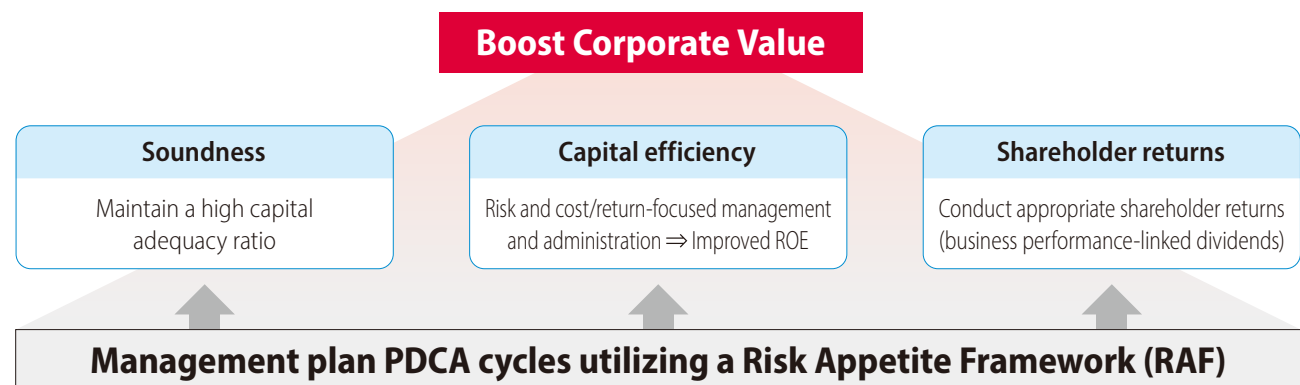 Boost Corporate Value
Soundness
Maintain a high capital
adequacy ratio
Capital efficiency
Risk and cost/return-focused management
and administration ⇒ Improved ROE
Shareholder returns
Conduct appropriate shareholder returns
(business performance-linked dividends)
Management plan PDCA cycles utilizing a Risk Appetite Framework (RAF)